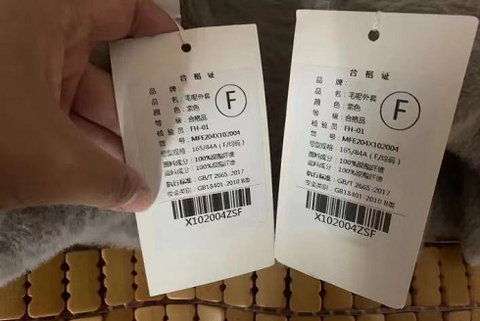 合格证
品 牌：
品 名：毛呢外套
颜 色：紫色
等 级：合格品
检 验 员：FH-01
货 号：MFE204X102004
号型规格：165/84A（F/均码）
面料成分：100%聚酯纤维
里料成分：100%聚酯纤维
执行标准：GB/T 2665-2017
安全类别：GB18401-2010 B类
F
X102004ZSF
合格证
品 牌：
品 名：毛呢外套
颜 色：紫色
等 级：合格品
检 验 员：FH-01
货 号：MFE204X102004
号型规格：165/84A（F/均码）
面料成分：100%聚酯纤维
里料成分：100%聚酯纤维
执行标准：GB/T 2665-2017
安全类别：GB18401-2010 B类
F
X102004ZSF